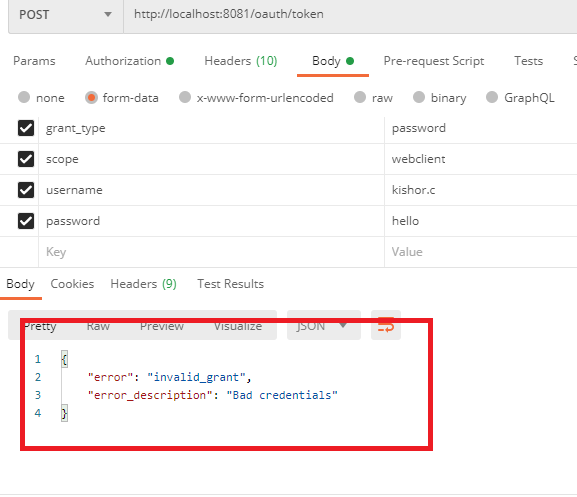 POST http://localhost:8081/oauth/token
Params Authorization Headers (10) Body Pre-request Script Tests S
none form-data x-www-form-urlencoded raw binary GraphQL
grant_type password
scope webclient
username kishor.c
password hello
Key Value
Body Cookies Headers (9) Test Results
Pretty Raw Preview Visualize JSON
1 {
2 "error": "invalid_grant",
3 "error_description": "Bad credentials"
4 }